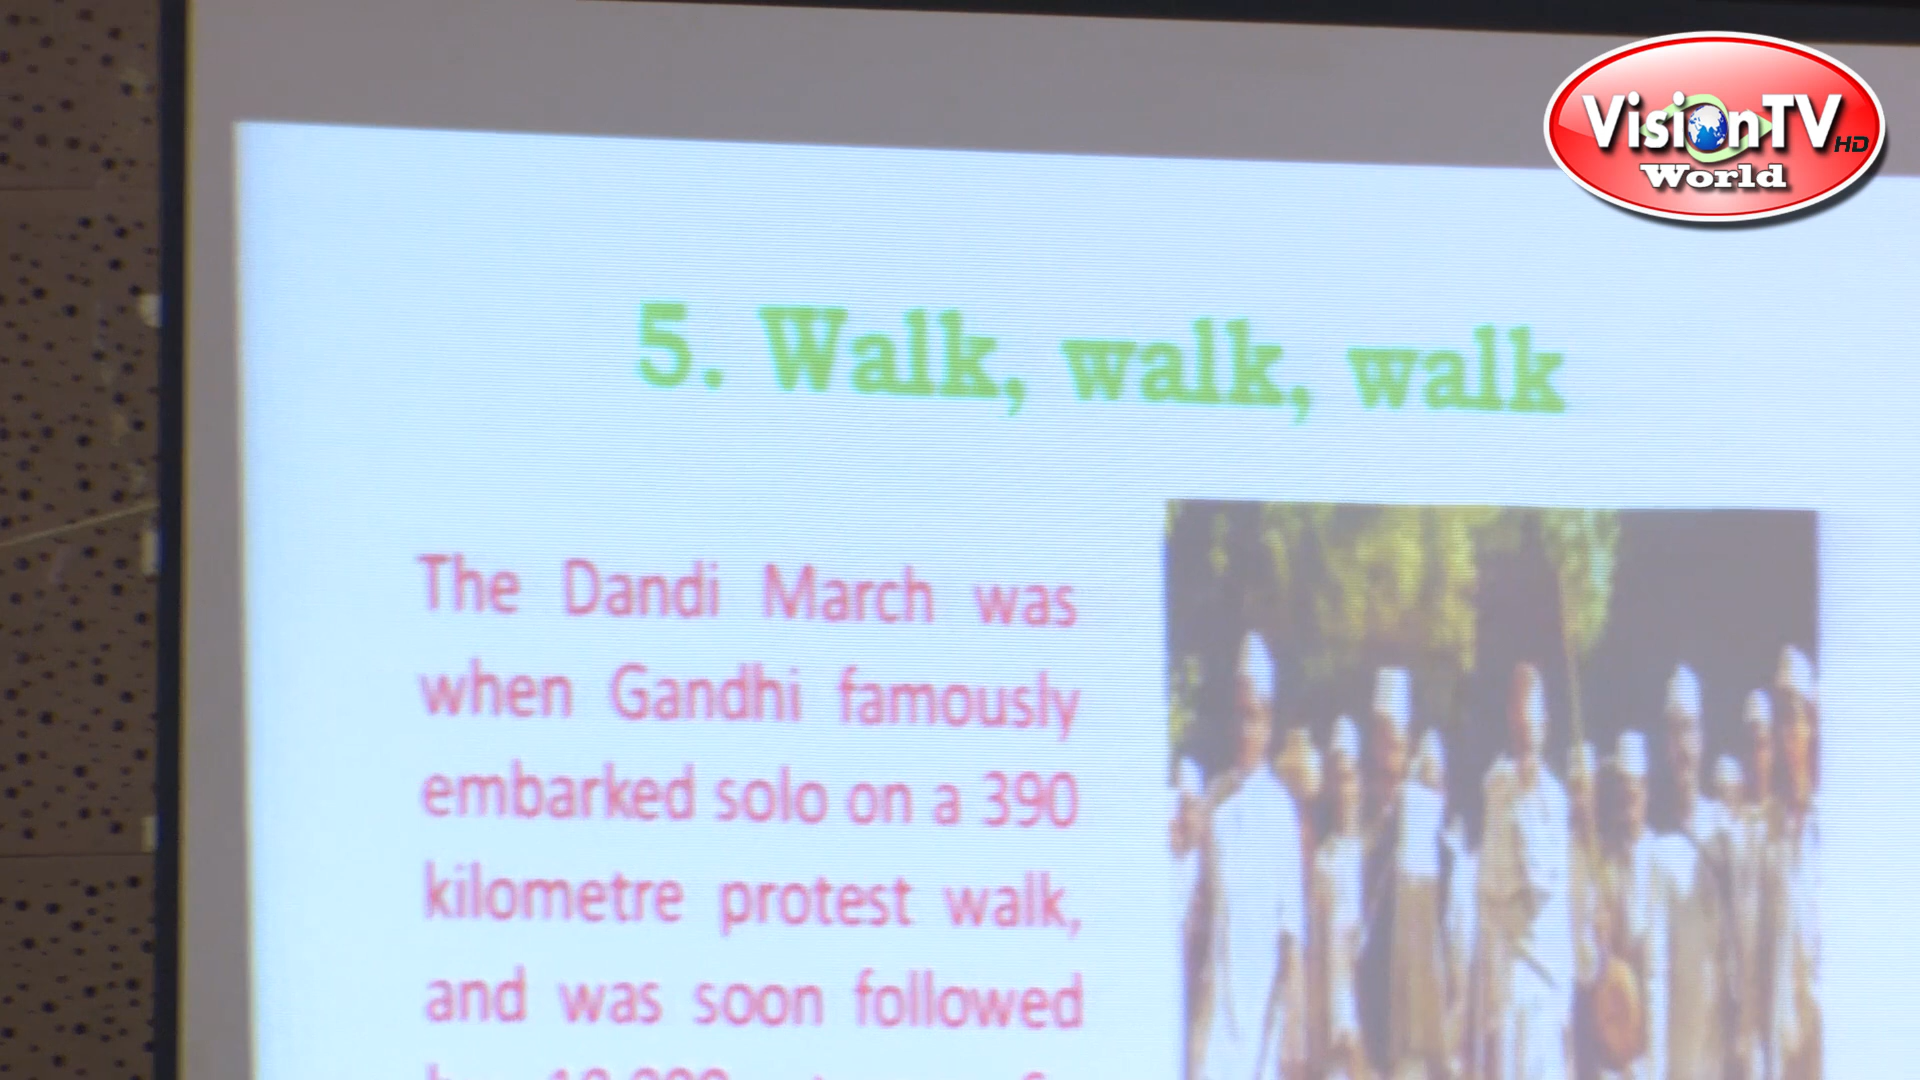 VisionTV HD
World
5. Walk, walk, walk
The Dandi March was
when Gandhi famously
embarked solo on a 390
kilometre protest walk,
and was soon followed